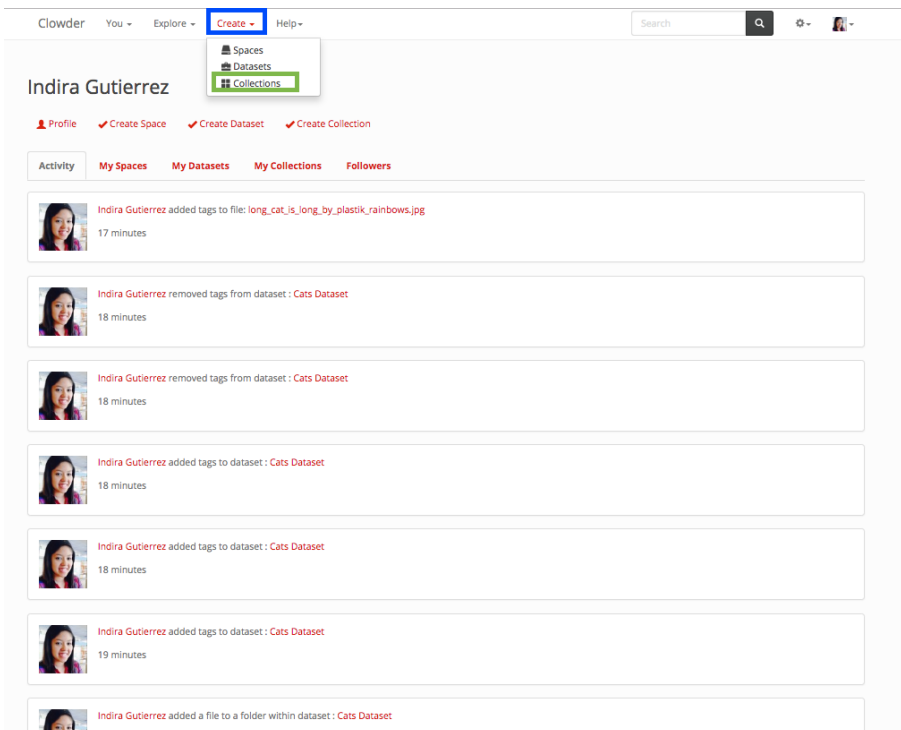 Clowder You Explore Create Help Search
Spaces
Datasets
Collections
Indira Gutierrez
Profile Create Space Create Dataset Create Collection
Activity My Spaces My Datasets My Collections Followers
Indira Gutierrez added tags to file: long_cat_is_long_by_plastik_rainbows.jpg
17 minutes
Indira Gutierrez removed tags from dataset : Cats Dataset
18 minutes
Indira Gutierrez removed tags from dataset : Cats Dataset
18 minutes
Indira Gutierrez added tags to dataset : Cats Dataset
18 minutes
Indira Gutierrez added tags to dataset : Cats Dataset
18 minutes
Indira Gutierrez added tags to dataset : Cats Dataset
19 minutes
Indira Gutierrez added a file to a folder within dataset : Cats Dataset